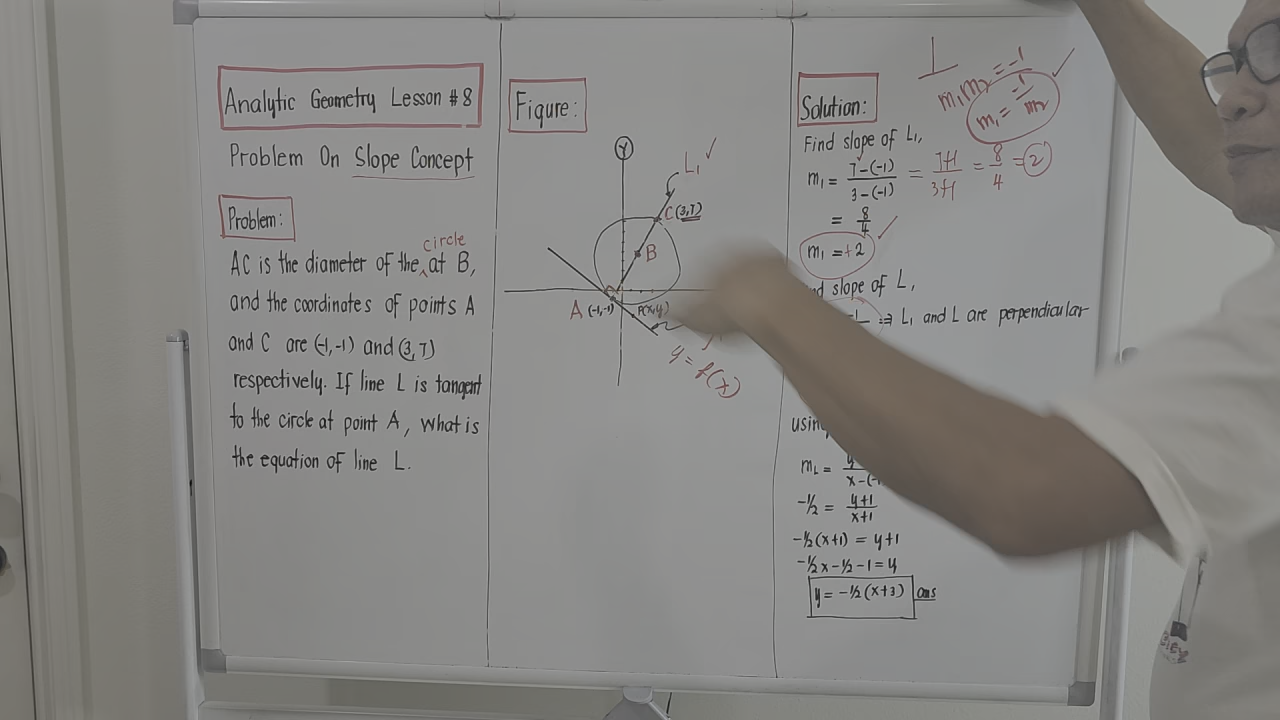 Analytic Geometry Lesson #8
Problem On Slope Concept
Problem:
circle
AC is the diameter of the ^ at B,
and the coordinates of points A
and C are (-1,-1) and (3,7)
respectively. If line L is tangent
to the circle at point A, what is
the equation of line L.
Figure:
Y
L₁ ✓
C(3,7)
B
A (-1,-1)
P(x,y)
y = f(x)
Solution:
⊥
m₁m₂ = -1
m₁ = -1/m₂ ✓
Find slope of L₁,
m₁ = 7-(-1)/3-(-1) = 7+1/3+1 = 8/4 = 2
= 8/4
m₁ = +2 ✓
slope of L,
⇒ L₁ and L are perpendicular
x-(-1
-½ = y+1/x+1
-½(x+1) = y+1
-½x-½-1 = y
y = -½(x+3) ans